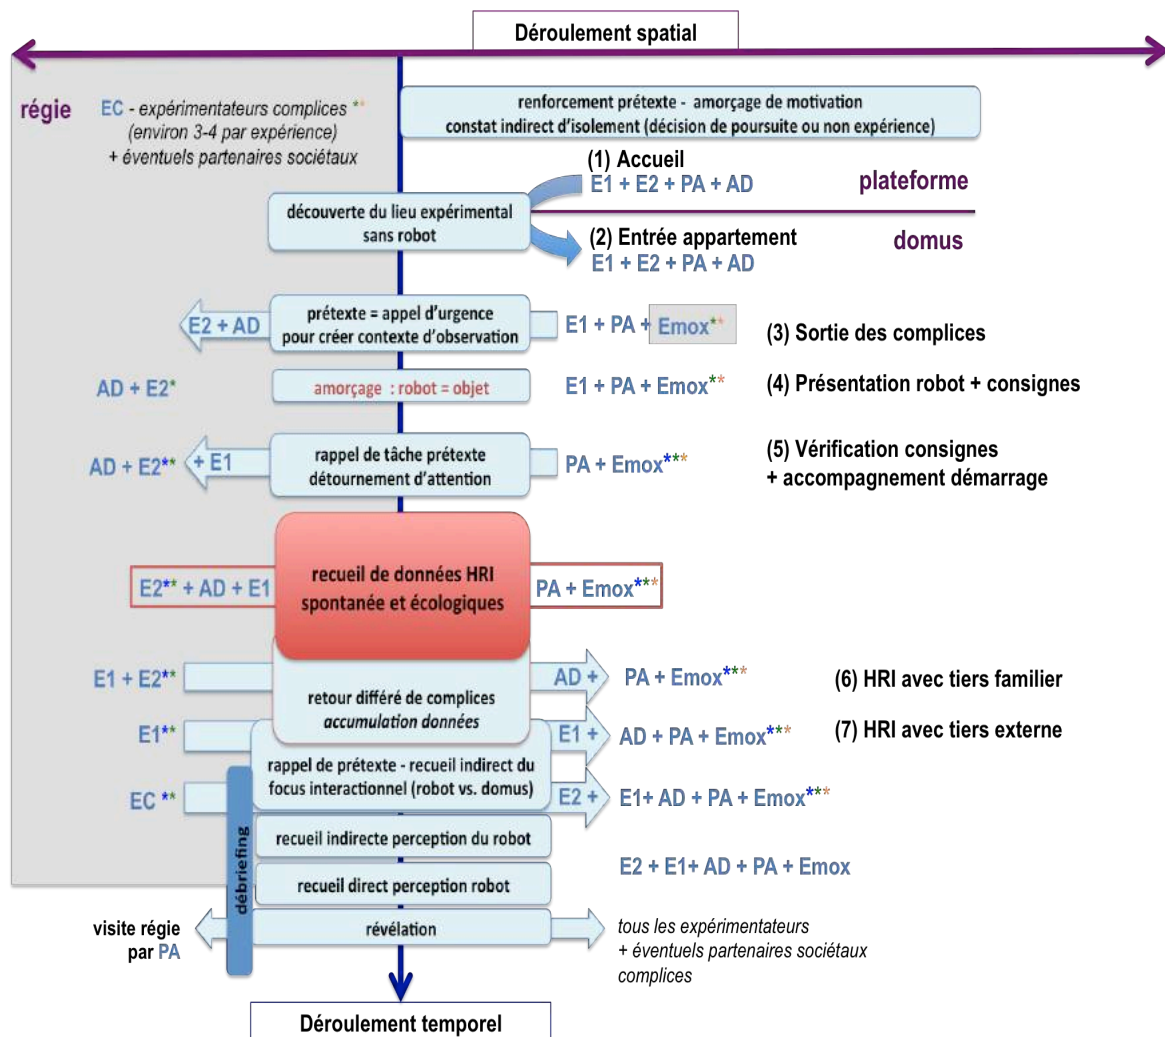 Déroulement spatial
régie
EC - expérimentateurs complices **
(environ 3-4 par expérience)
+ éventuels partenaires sociétaux
renforcement prétexte - amorçage de motivation
constat indirect d'isolement (décision de poursuite ou non expérience)
(1) Accueil
E1 + E2 + PA + AD
plateforme
découverte du lieu expérimental
sans robot
domus
(2) Entrée appartement
E1 + E2 + PA + AD
E2 + AD
prétexte = appel d'urgence
pour créer contexte d'observation
E1 + PA + Emox**
(3) Sortie des complices
AD + E2*
amorçage : robot = objet
E1 + PA + Emox**
(4) Présentation robot + consignes
AD + E2**
+ E1
rappel de tâche prétexte
détournement d'attention
PA + Emox***
(5) Vérification consignes
+ accompagnement démarrage
E2** + AD + E1
recueil de données HRI
spontanée et écologiques
PA + Emox***
E1 + E2**
retour différé de complices
accumulation données
AD +
PA + Emox***
(6) HRI avec tiers familier
E1**
E1 +
AD + PA + Emox***
(7) HRI avec tiers externe
rappel de prétexte - recueil indirect du
focus interactionnel (robot vs. domus)
EC **
E2 +
E1+ AD + PA + Emox***
débriefing
recueil indirecte perception du robot
recueil direct perception robot
E2 + E1+ AD + PA + Emox
visite régie
par PA
révélation
tous les expérimentateurs
+ éventuels partenaires sociétaux
complices
Déroulement temporel